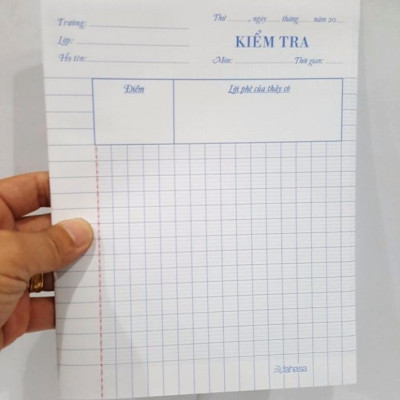 Trường:
Thứ ......., ngày ...... tháng ...... năm 20....
Lớp:
KIỂM TRA
Họ tên:
Môn: Thời gian:
Điểm
Lời phê của thầy cô
dahasa